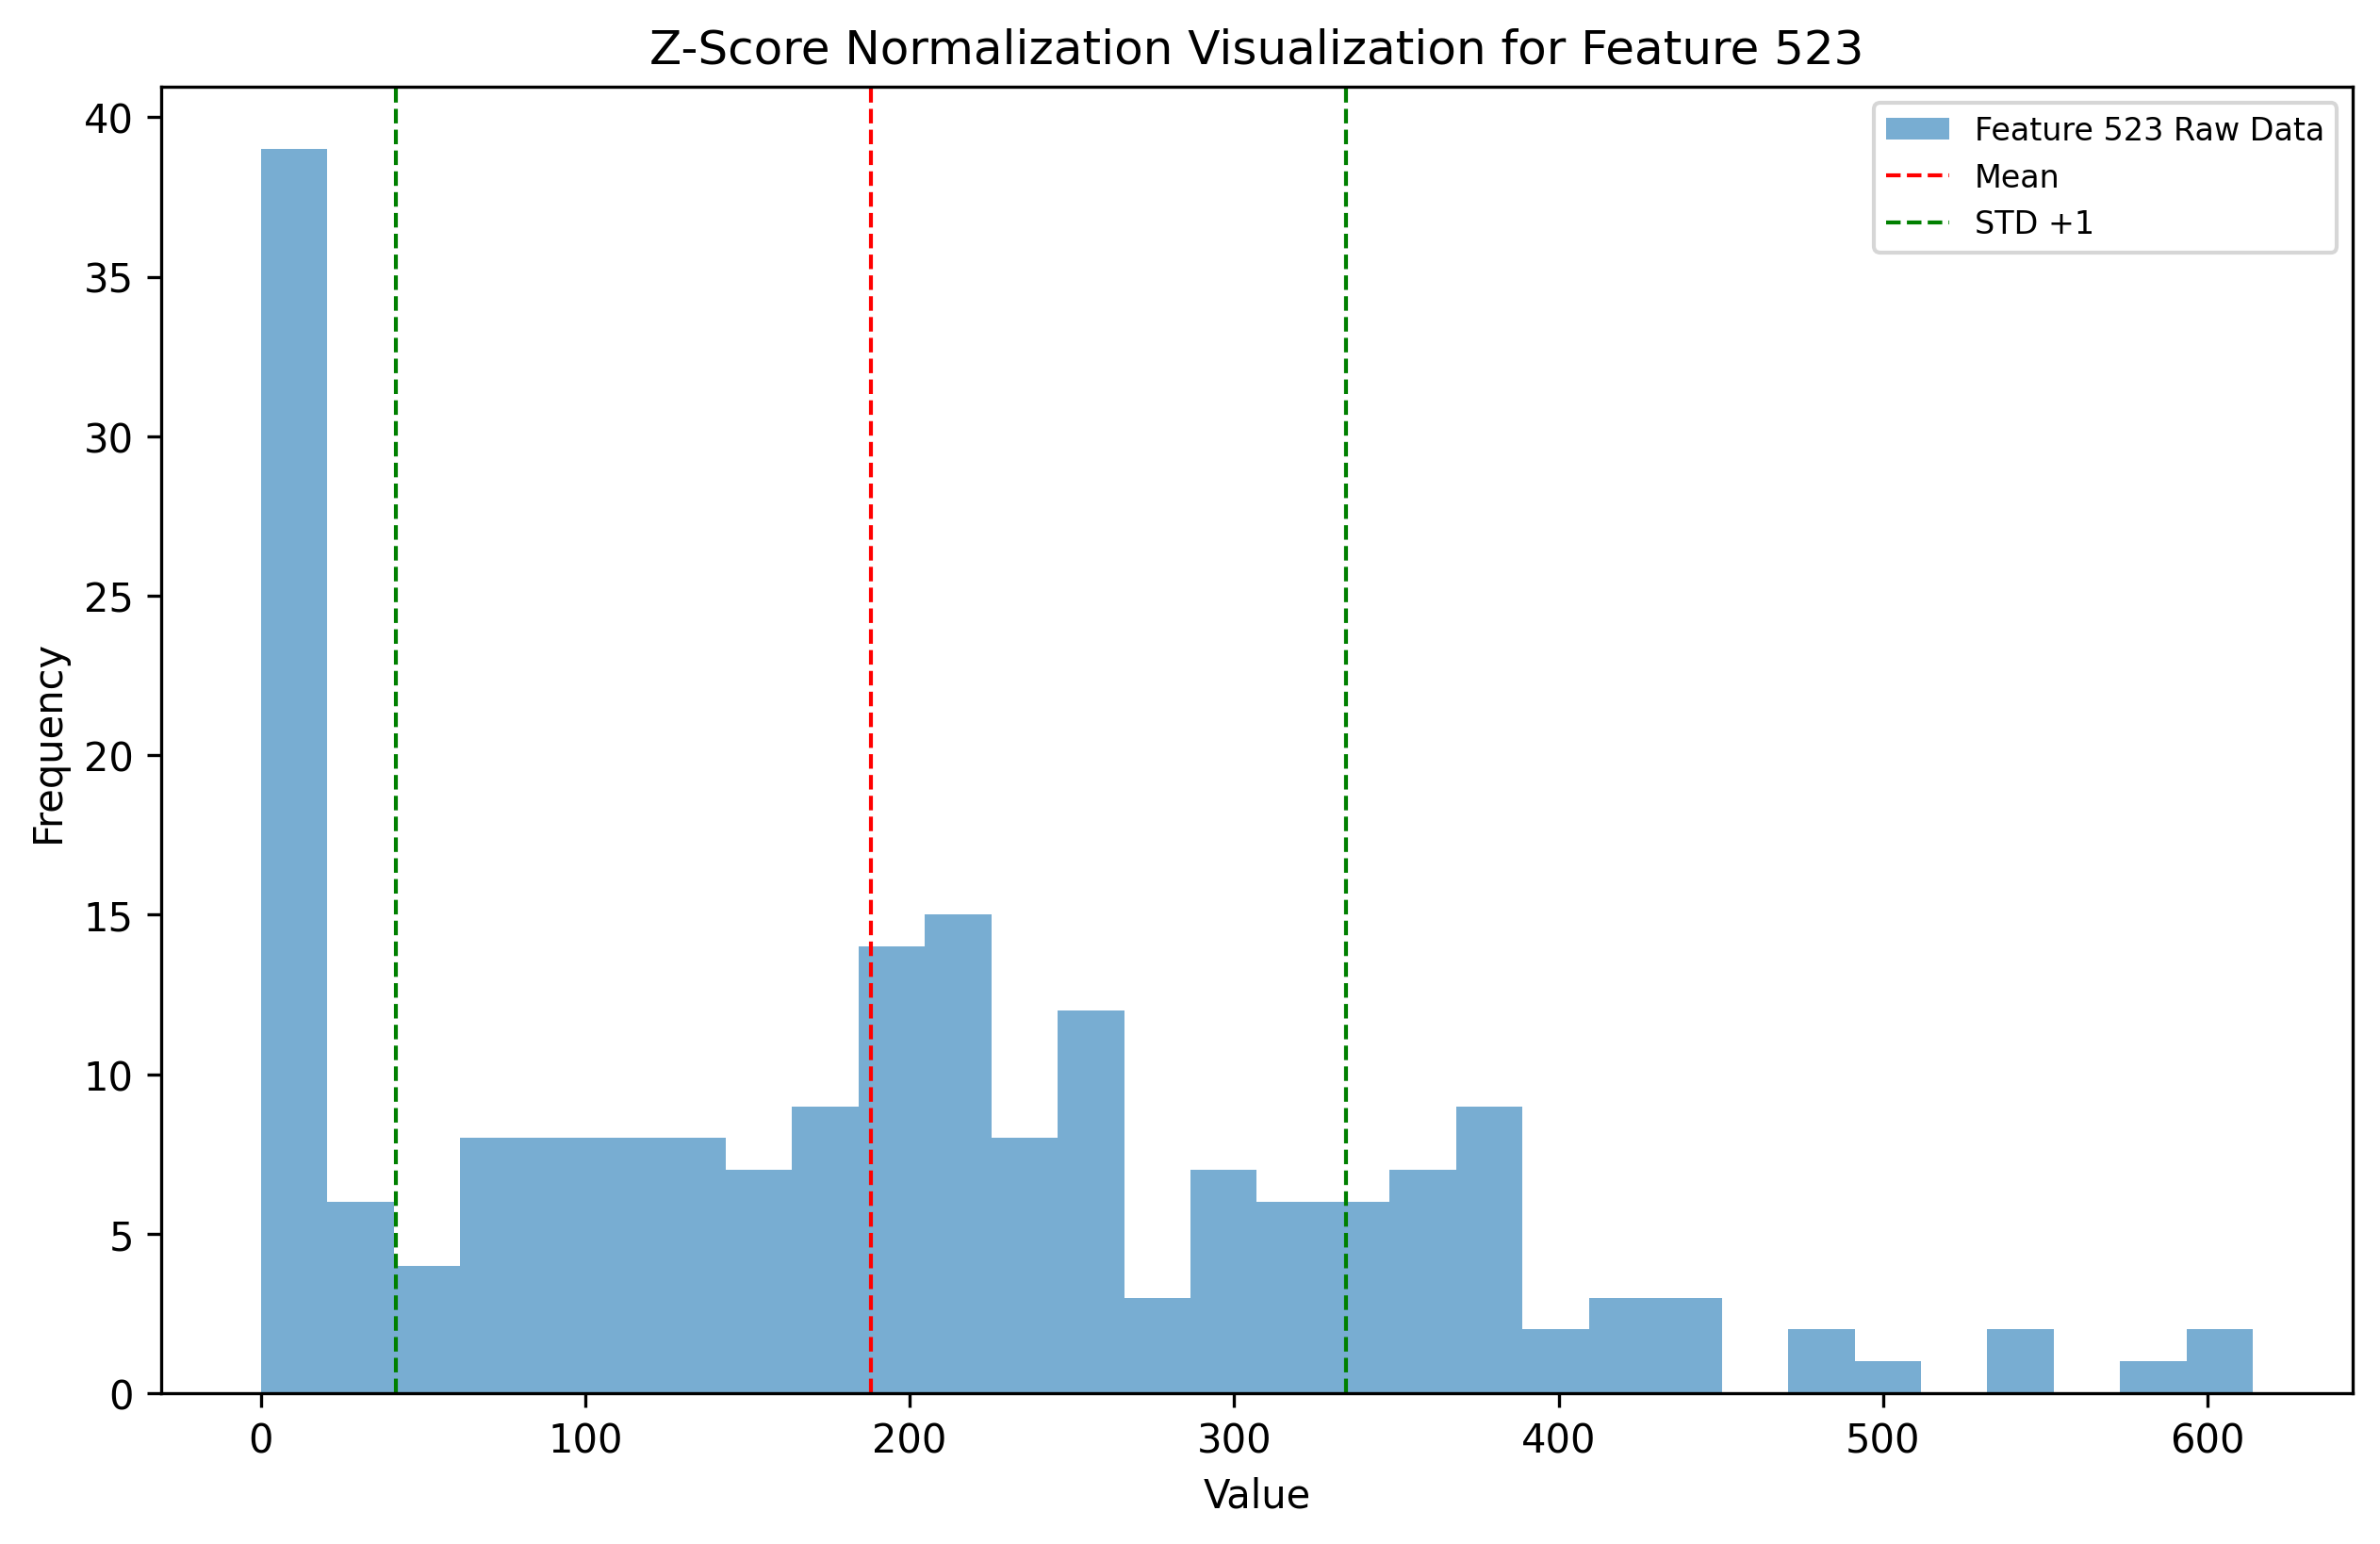 Z-Score Normalization Visualization for Feature 523
Feature 523 Raw Data
Mean
STD +1
Frequency
40
35
30
25
20
15
10
5
0
0 100 200 300 400 500 600
Value